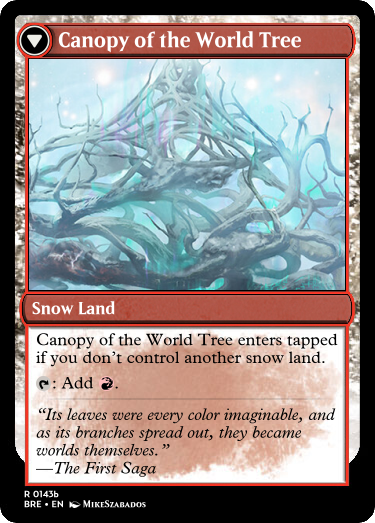 Canopy of the World Tree
Snow Land
Canopy of the World Tree enters tapped
if you don’t control another snow land.
: Add .
“Its leaves were every color imaginable, and
as its branches spread out, they became
worlds themselves.”
—The First Saga
R 0143b
BRE • EN MikeSzabados